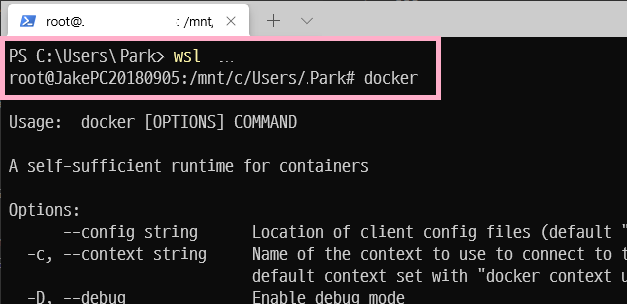 root@. : /mnt,
PS C:\Users\Park> wsl ...
root@JakePC20180905:/mnt/c/Users/.Park# docker
Usage: docker [OPTIONS] COMMAND
A self-sufficient runtime for containers
Options:
--config string Location of client config files (default "
-c, --context string Name of the context to use to connect to t
default context set with "docker context u
-D, --debug Enable debug mode